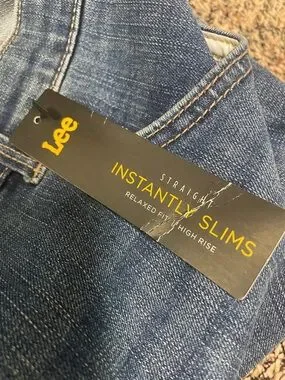 Lee
STRAIGHT
INSTANTLY SLIMS
RELAXED FIT // HIGH RISE